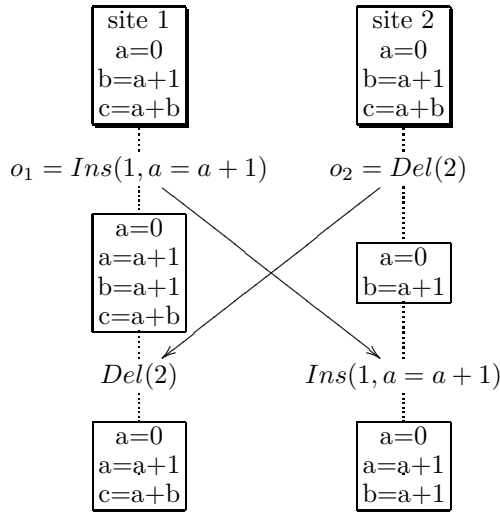 site 1
a=0
b=a+1
c=a+b
site 2
a=0
b=a+1
c=a+b
o₁ = Ins(1, a = a + 1)
o₂ = Del(2)
a=0
a=a+1
b=a+1
c=a+b
a=0
b=a+1
Del(2)
Ins(1, a = a + 1)
a=0
a=a+1
c=a+b
a=0
a=a+1
b=a+1